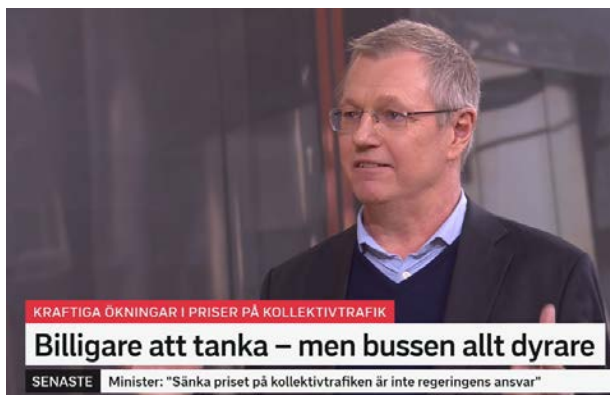 KRAFTIGA ÖKNINGAR I PRISER PÅ KOLLEKTIVTRAFIK
Billigare att tanka – men bussen allt dyrare
SENASTE Minister: "Sänka priset på kollektivtrafiken är inte regeringens ansvar"